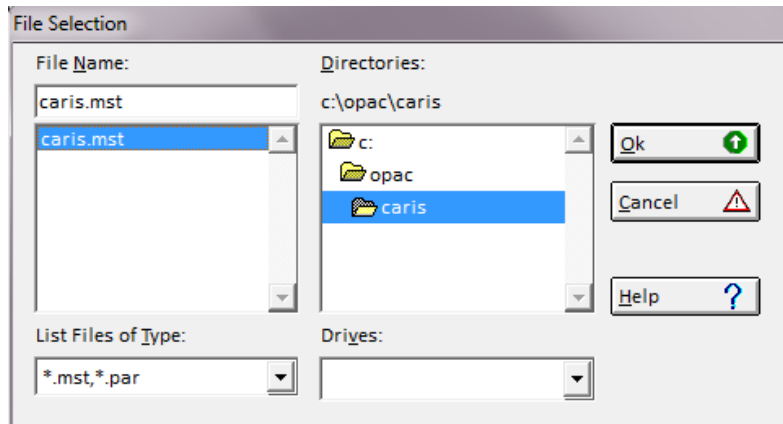 File Selection
File Name:
caris.mst
caris.mst
List Files of Type:
*.mst,*.par
Directories:
c:\opac\caris
c:
opac
caris
Drives:
Ok
Cancel
Help
?